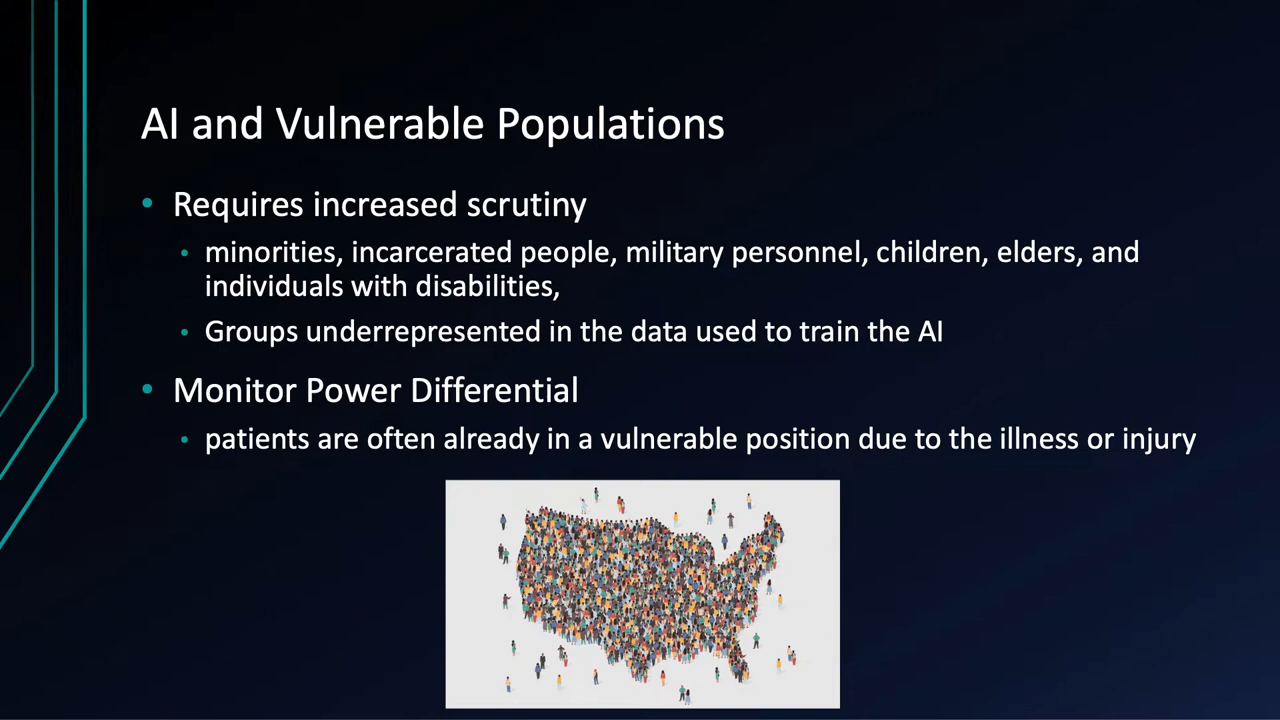 AI and Vulnerable Populations
• Requires increased scrutiny
• minorities, incarcerated people, military personnel, children, elders, and
individuals with disabilities,
• Groups underrepresented in the data used to train the AI
• Monitor Power Differential
• patients are often already in a vulnerable position due to the illness or injury